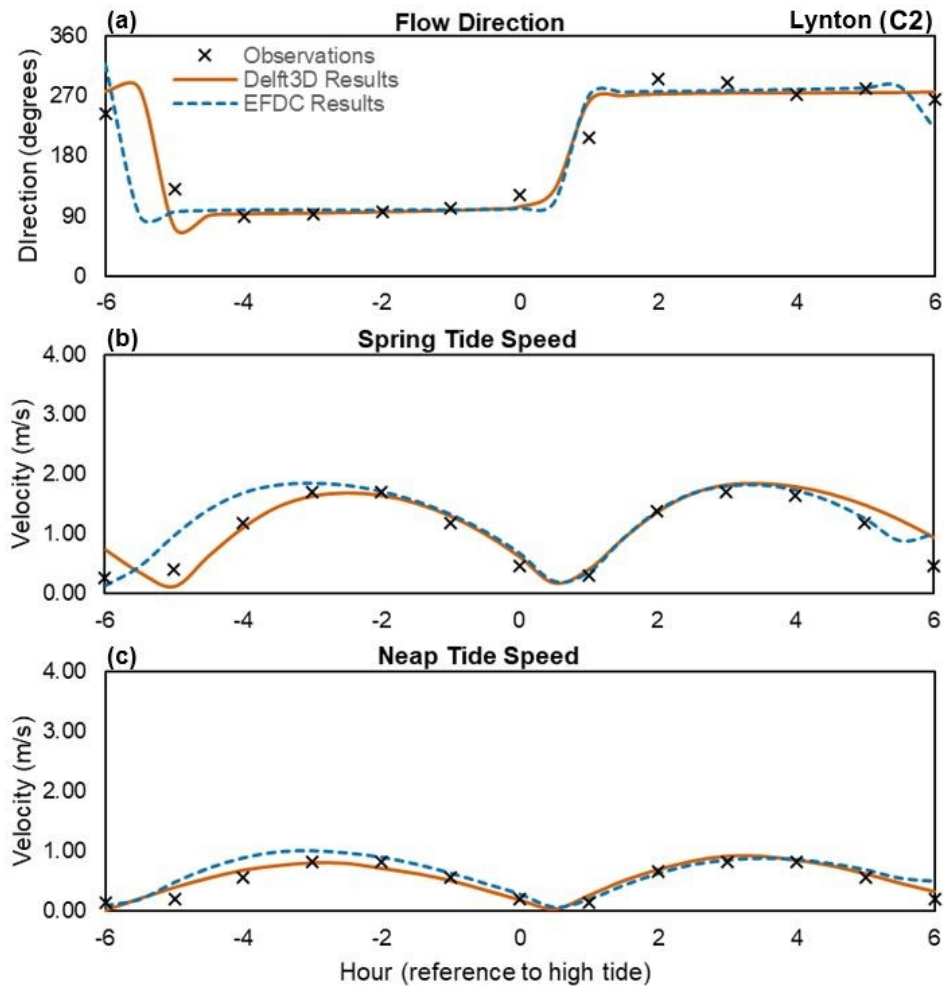 (a) Flow Direction Lynton (C2)
Observations
Delft3D Results
EFDC Results
DIrection (degrees)
360
270
180
90
0
-6 -4 -2 0 2 4 6
(b) Spring Tide Speed
Velocity (m/s)
4.00
3.00
2.00
1.00
0.00
-6 -4 -2 0 2 4 6
(c) Neap Tide Speed
Velocity (m/s)
4.00
3.00
2.00
1.00
0.00
-6 -4 -2 0 2 4 6
Hour (reference to high tide)